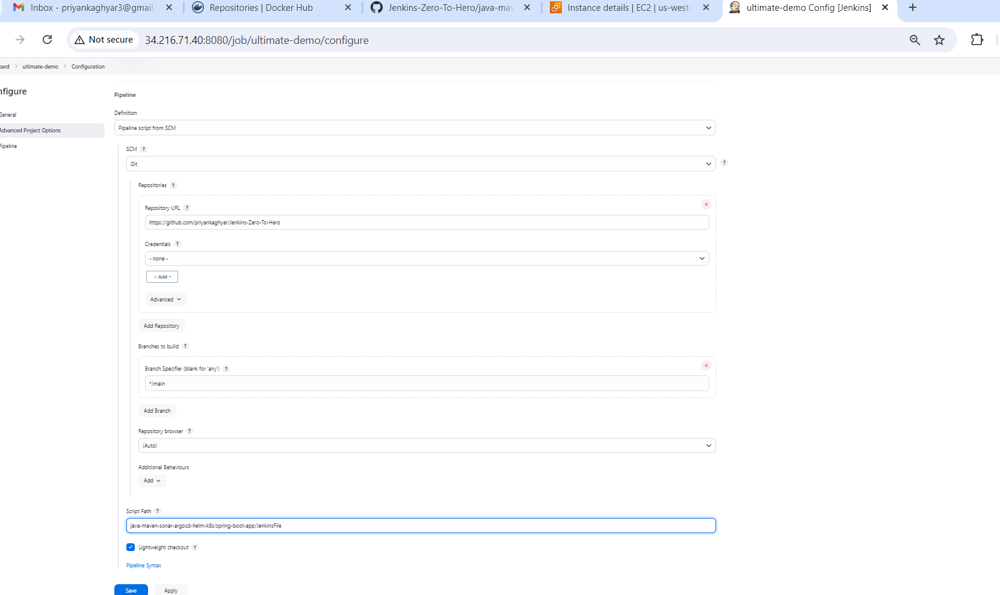 Inbox - priyankaghyar3@gmail.
Repositories | Docker Hub
Jenkins-Zero-To-Hero/java-mav
Instance details | EC2 | us-west-
ultimate-demo Config [Jenkins]
Not secure
34.216.71.40:8080/job/ultimate-demo/configure
oard > ultimate-demo > Configuration
nfigure
General
Advanced Project Options
Pipeline
Pipeline
Definition
Pipeline script from SCM
SCM ?
Git
?
Repositories ?
Repository URL ?
https://github.com/priyankaghyar/Jenkins-Zero-To-Hero
Credentials ?
- none -
+ Add
Advanced
Add Repository
Branches to build ?
Branch Specifier (blank for 'any') ?
*/main
Add Branch
Repository browser ?
(Auto)
Additional Behaviours
Add
Script Path ?
java-maven-sonar-argocd-helm-k8s/spring-boot-app/JenkinsFile
Lightweight checkout ?
Pipeline Syntax
Save
Apply